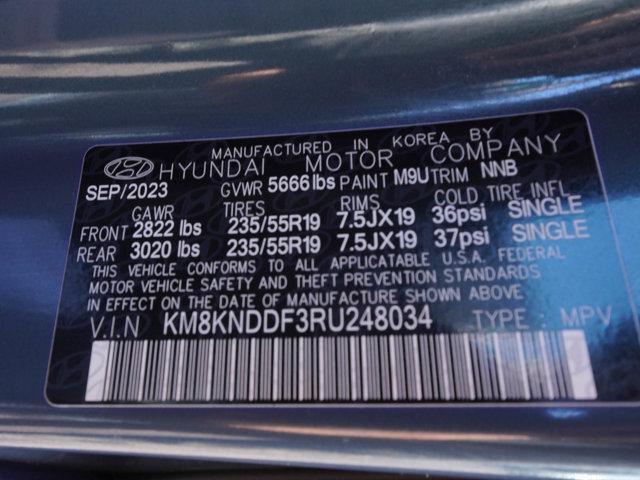 MANUFACTURED IN KOREA BY
HYUNDAI MOTOR COMPANY
SEP/2023 GVWR 5666 lbs PAINT M9U TRIM NNB
GAWR TIRES RIMS COLD TIRE INFL
FRONT 2822 lbs 235/55R19 7.5JX19 36psi SINGLE
REAR 3020 lbs 235/55R19 7.5JX19 37psi SINGLE
THIS VEHICLE CONFORMS TO ALL APPLICATABLE U.S.A. FEDERAL
MOTOR VEHICLE SAFETY AND THEFT PREVENTION STANDARDS
IN EFFECT ON THE DATE OF MANUFACTURE SHOWN ABOVE.
V.I.N KM8KNDDF3RU248034 TYPE : MPV